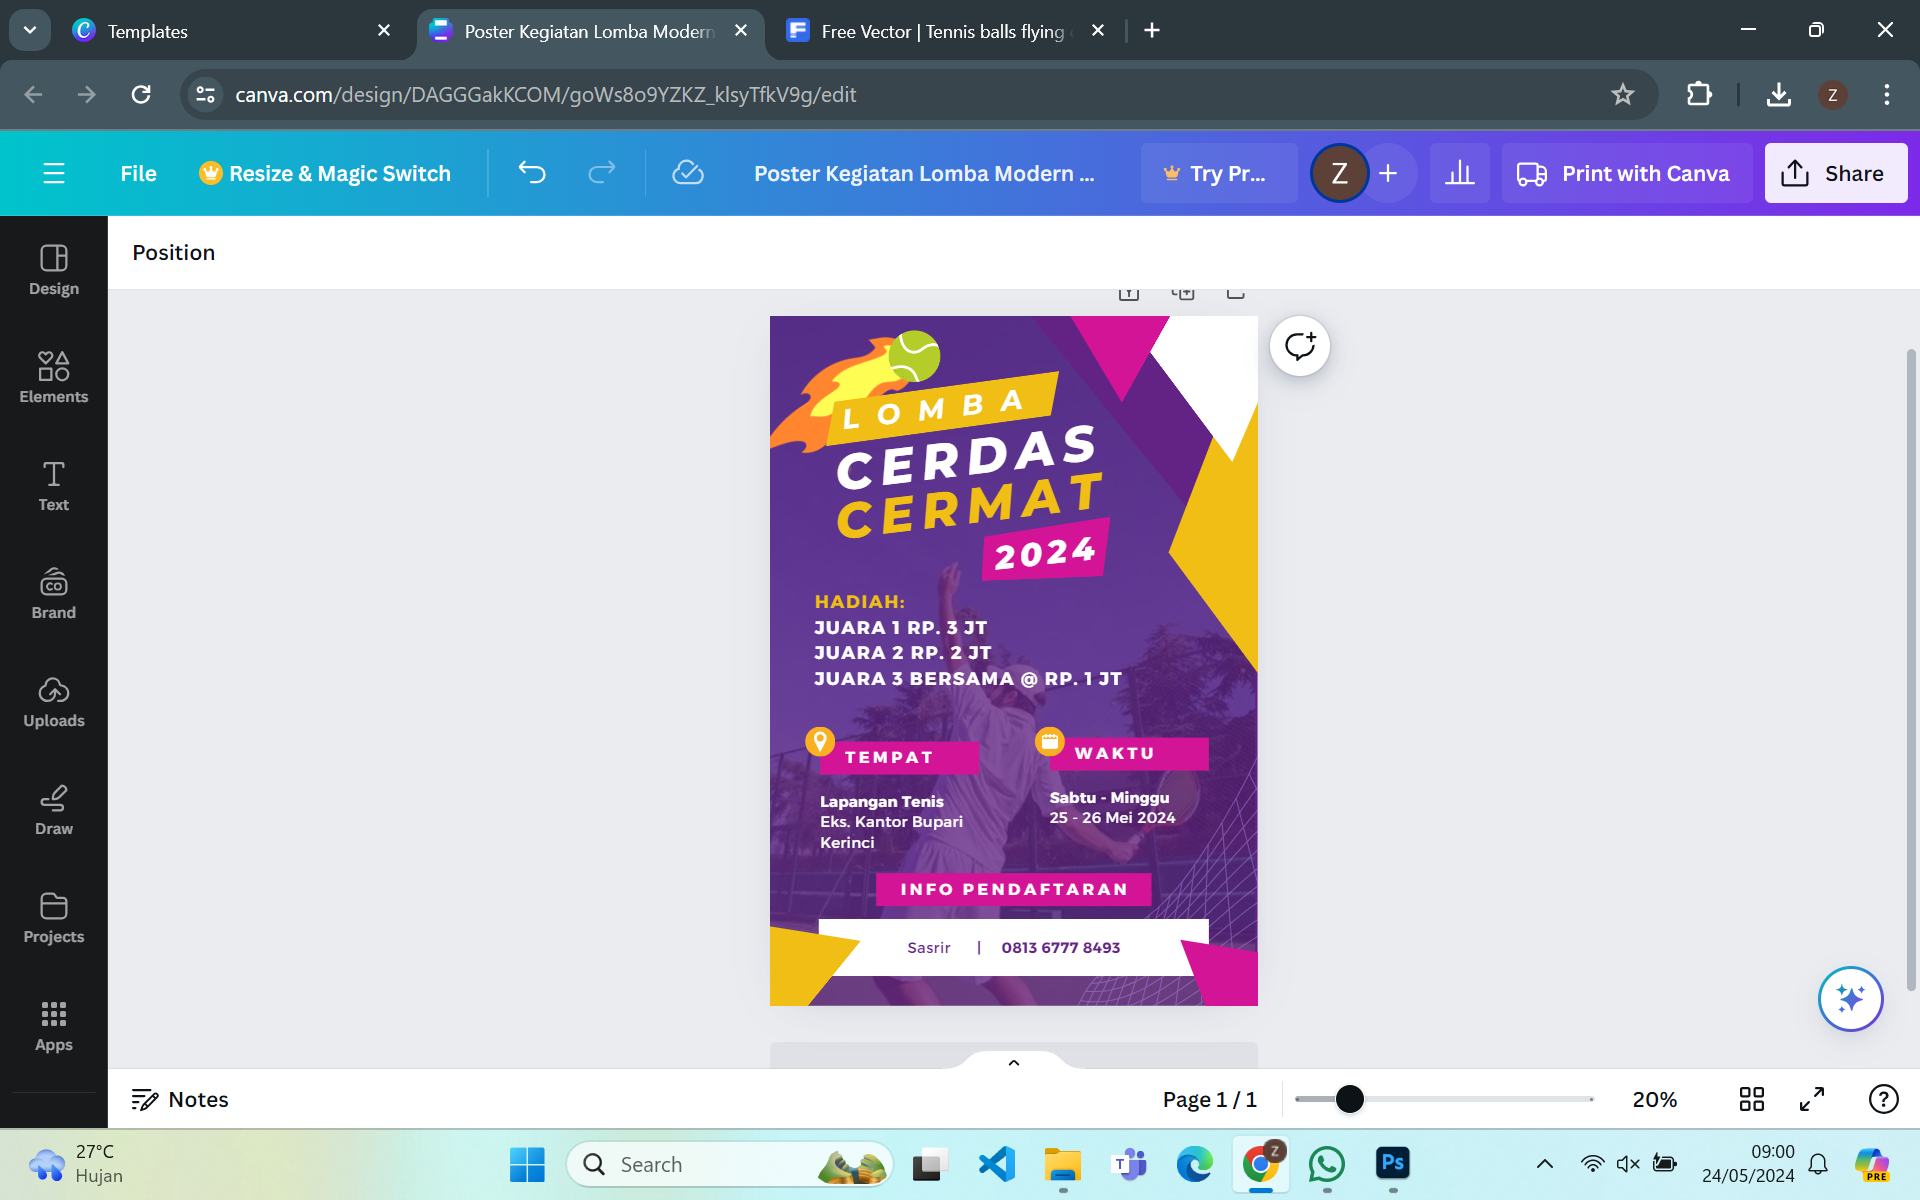 Templates
Poster Kegiatan Lomba Modern
Free Vector | Tennis balls flying
canva.com/design/DAGGGakKCOM/goWs8o9YZKZ_klsyTfkV9g/edit
Z
File
Resize & Magic Switch
Poster Kegiatan Lomba Modern ...
Try Pr...
Z
Print with Canva
Share
Position
Design
Elements
Text
Brand
Uploads
Draw
Projects
Apps
LOMBA
CERDAS
CERMAT
2024
HADIAH:
JUARA 1 RP. 3 JT
JUARA 2 RP. 2 JT
JUARA 3 BERSAMA @ RP. 1 JT
TEMPAT
WAKTU
Lapangan Tenis
Eks. Kantor Bupari
Kerinci
Sabtu - Minggu
25 - 26 Mei 2024
INFO PENDAFTARAN
Sasrir | 0813 6777 8493
Notes
Page 1 / 1
20%
27°C
Hujan
Search
Z
Ps
09:00
24/05/2024
PRE